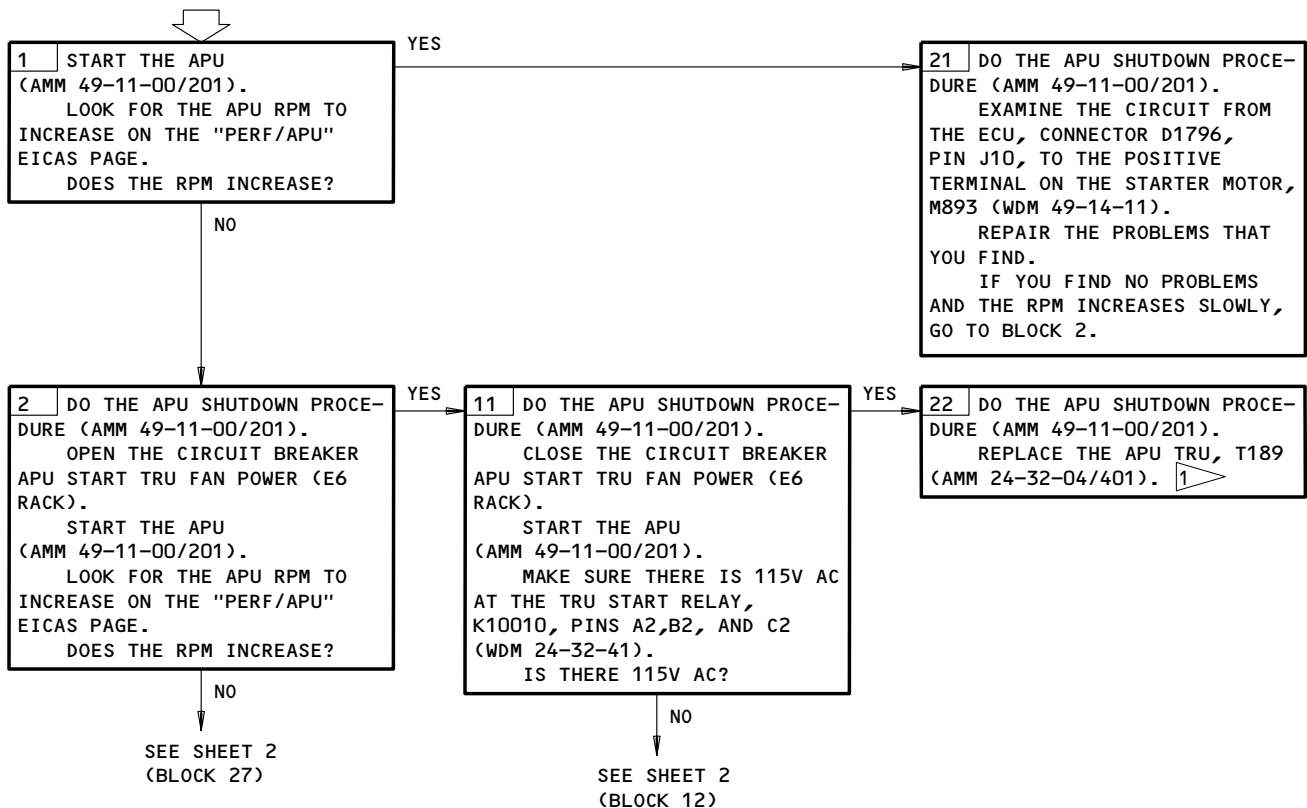 1 START THE APU
(AMM 49-11-00/201).
LOOK FOR THE APU RPM TO
INCREASE ON THE "PERF/APU"
EICAS PAGE.
DOES THE RPM INCREASE?
YES
NO
21 DO THE APU SHUTDOWN PROCE-
DURE (AMM 49-11-00/201).
EXAMINE THE CIRCUIT FROM
THE ECU, CONNECTOR D1796,
PIN J10, TO THE POSITIVE
TERMINAL ON THE STARTER MOTOR,
M893 (WDM 49-14-11).
REPAIR THE PROBLEMS THAT
YOU FIND.
IF YOU FIND NO PROBLEMS
AND THE RPM INCREASES SLOWLY,
GO TO BLOCK 2.
2 DO THE APU SHUTDOWN PROCE-
DURE (AMM 49-11-00/201).
OPEN THE CIRCUIT BREAKER
APU START TRU FAN POWER (E6
RACK).
START THE APU
(AMM 49-11-00/201).
LOOK FOR THE APU RPM TO
INCREASE ON THE "PERF/APU"
EICAS PAGE.
DOES THE RPM INCREASE?
YES
NO
SEE SHEET 2
(BLOCK 27)
11 DO THE APU SHUTDOWN PROCE-
DURE (AMM 49-11-00/201).
CLOSE THE CIRCUIT BREAKER
APU START TRU FAN POWER (E6
RACK).
START THE APU
(AMM 49-11-00/201).
MAKE SURE THERE IS 115V AC
AT THE TRU START RELAY,
K10010, PINS A2,B2, AND C2
(WDM 24-32-41).
IS THERE 115V AC?
YES
NO
SEE SHEET 2
(BLOCK 12)
22 DO THE APU SHUTDOWN PROCE-
DURE (AMM 49-11-00/201).
REPLACE THE APU TRU, T189
(AMM 24-32-04/401). 1